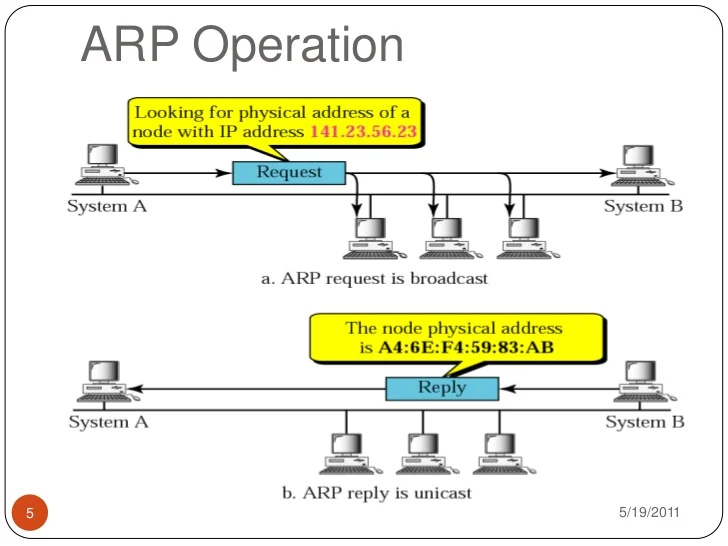 ARP Operation
Looking for physical address of a
node with IP address 141.23.56.23
Request
System A
System B
a. ARP request is broadcast
The node physical address
is A4:6E:F4:59:83:AB
Reply
System A
System B
b. ARP reply is unicast
5
5/19/2011